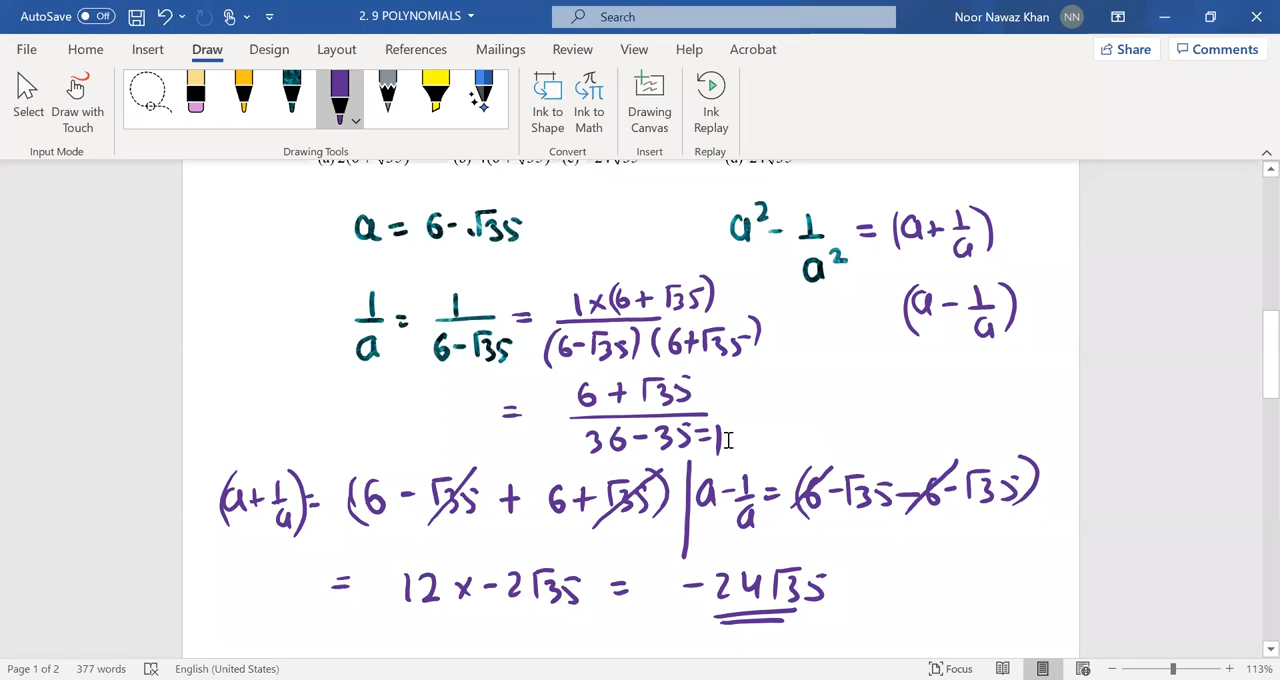 AutoSave Off 2. 9 POLYNOMIALS Search Noor Nawaz Khan NN
File Home Insert Draw Design Layout References Mailings Review View Help Acrobat Share Comments
Select Draw with Touch Ink to Shape Ink to Math Drawing Canvas Ink Replay
Input Mode Drawing Tools Convert Insert Replay
a = 6 - √35
a² - 1/a² = (a + 1/a)
(a - 1/a)
1/a = 1/(6 - √35) = 1 × (6 + √35) / (6 - √35) (6 + √35)
= 6 + √35 / 36 - 35 = 1
(a + 1/a) = (6 - √35 + 6 + √35) | a - 1/a = (6 - √35 - 6 - √35)
= 12 × - 2√35 = - 24√35
Page 1 of 2 377 words English (United States) Focus 113%